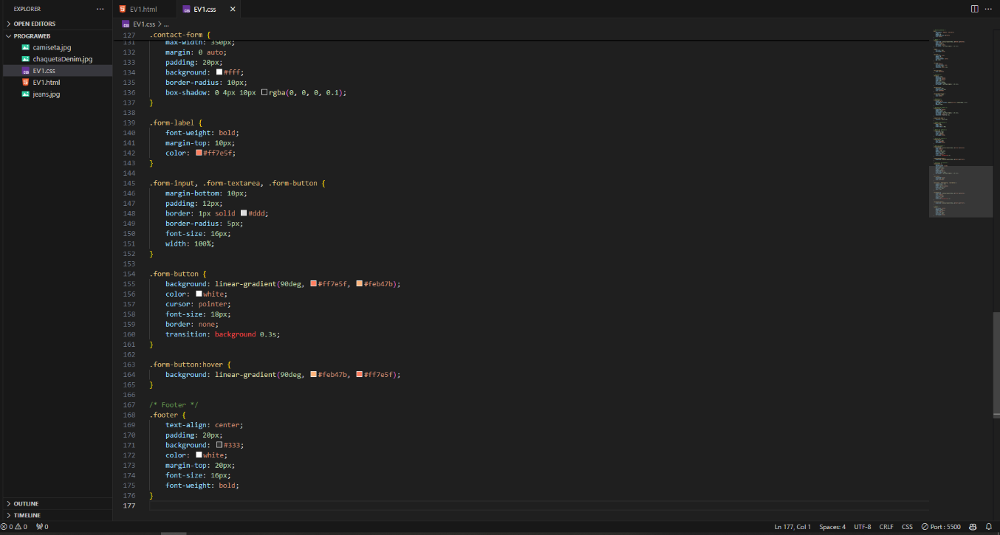 EXPLORER
EV1.html
EV1.css
OPEN EDITORS
PROGRAWEB
camiseta.jpg
chaquetaDenim.jpg
EV1.css
EV1.html
jeans.jpg
OUTLINE
TIMELINE
EV1.css > ...
127 .contact-form {
131 max-width: 350px;
132 margin: 0 auto;
133 padding: 20px;
134 background: #fff;
135 border-radius: 10px;
136 box-shadow: 0 4px 10px rgba(0, 0, 0, 0.1);
137 }
138
139 .form-label {
140 font-weight: bold;
141 margin-top: 10px;
142 color: #ff7e5f;
143 }
144
145 .form-input, .form-textarea, .form-button {
146 margin-bottom: 10px;
147 padding: 12px;
148 border: 1px solid #ddd;
149 border-radius: 5px;
150 font-size: 16px;
151 width: 100%;
152 }
153
154 .form-button {
155 background: linear-gradient(90deg, #ff7e5f, #feb47b);
156 color: white;
157 cursor: pointer;
158 font-size: 18px;
159 border: none;
160 transition: background 0.3s;
161 }
162
163 .form-button:hover {
164 background: linear-gradient(90deg, #feb47b, #ff7e5f);
165 }
166
167 /* Footer */
168 .footer {
169 text-align: center;
170 padding: 20px;
171 background: #333;
172 color: white;
173 margin-top: 20px;
174 font-size: 16px;
175 font-weight: bold;
176 }
177
0 0 0 Ln 177, Col 1 Spaces: 4 UTF-8 CRLF CSS Port : 5500